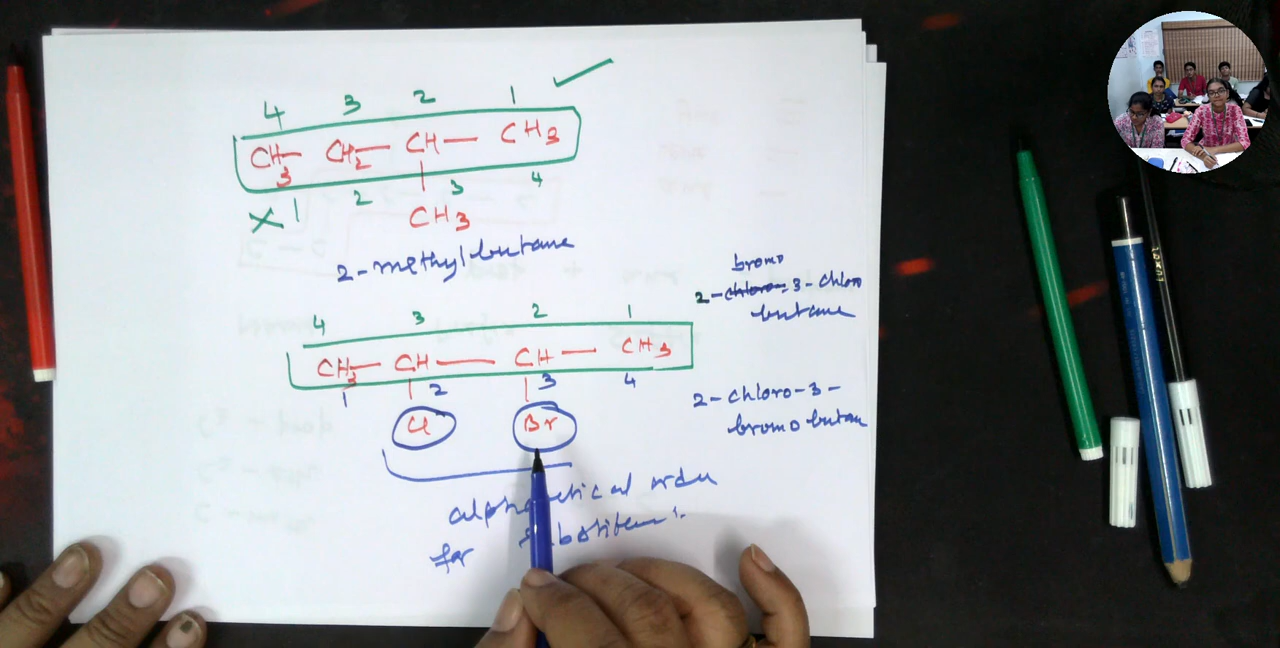 4 3 2 1
CH3 — CH2 — CH — CH3
X 1 2 3 4
CH3
2-methylbutane
bromo
2-chloro-3-chloro
butane
4 3 2 1
CH3 — CH — CH — CH3
1 2 3 4
Cl Br
2-chloro-3-
bromobutan
alphabetical order
for
LUXOR